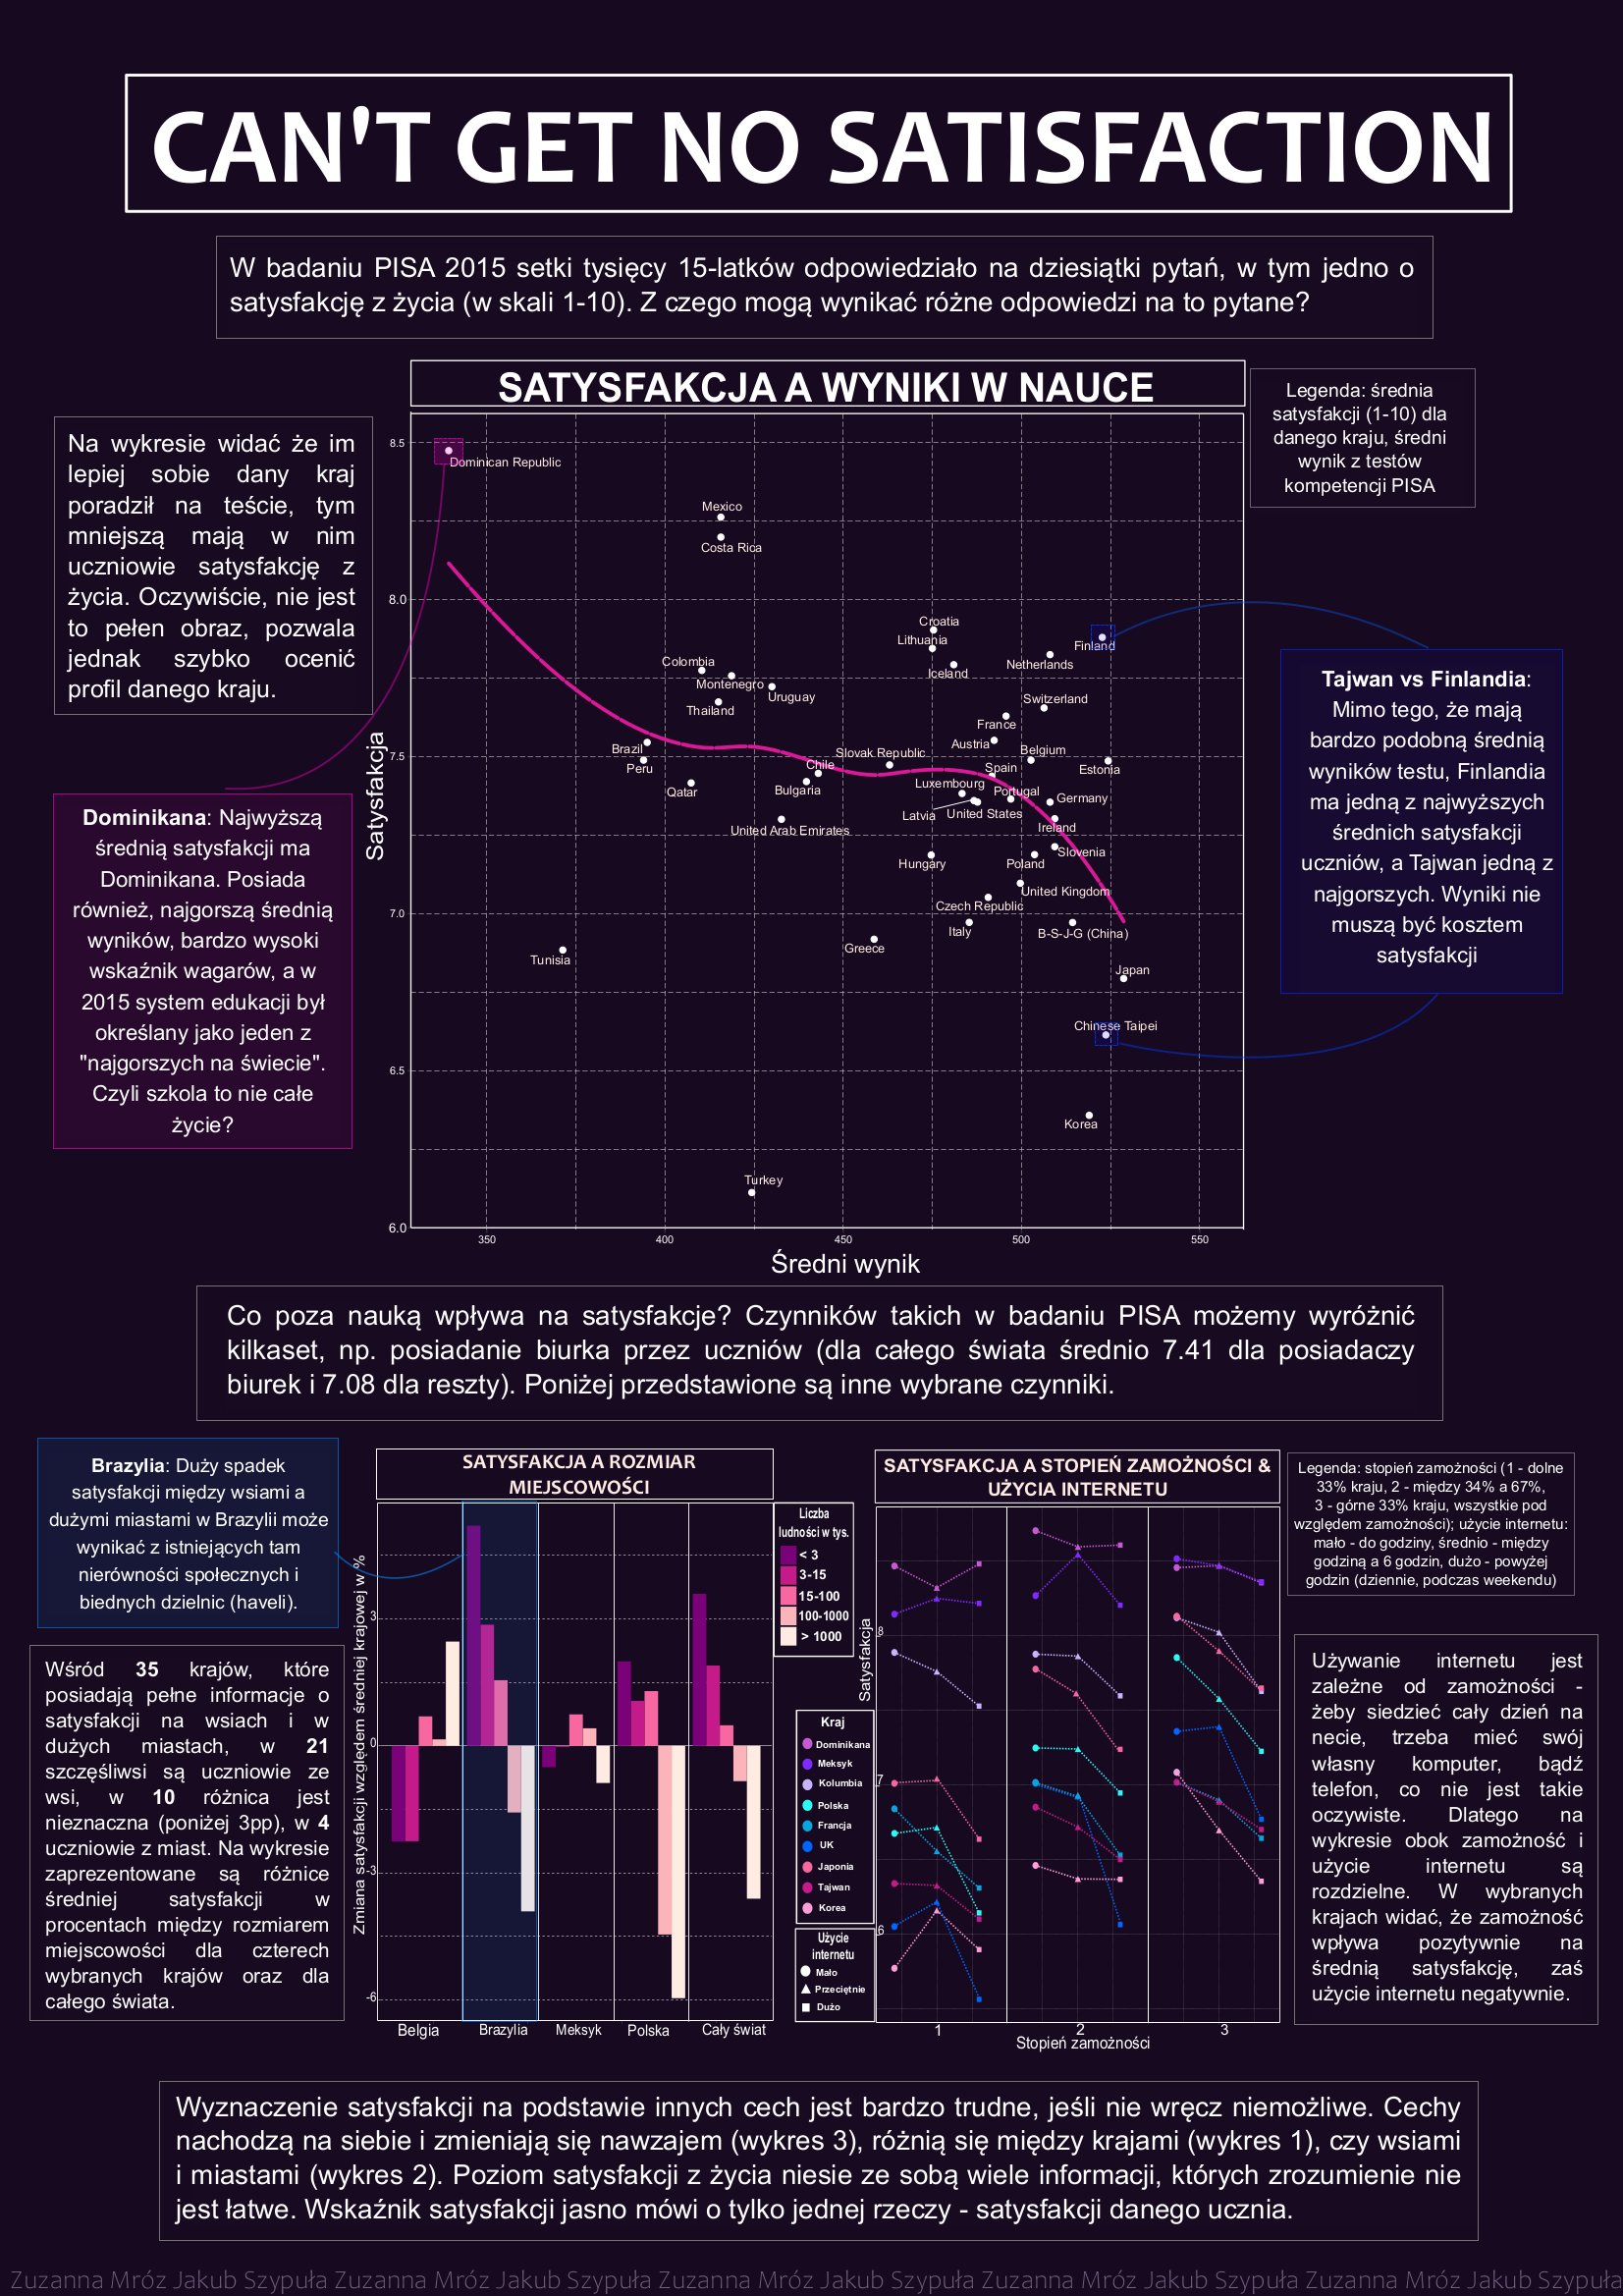 CAN'T GET NO SATISFACTION
W badaniu PISA 2015 setki tysięcy 15-latków odpowiedziało na dziesiątki pytań, w tym jedno o
satysfakcję z życia (w skali 1-10). Z czego mogą wynikać różne odpowiedzi na to pytane?
SATYSFAKCJA A WYNIKI W NAUCE
Legenda: średnia
satysfakcji (1-10) dla
danego kraju, średni
wynik z testów
kompetencji PISA
Na wykresie widać że im
lepiej sobie dany kraj
poradził na teście, tym
mniejszą mają w nim
uczniowie satysfakcję z
życia. Oczywiście, nie jest
to pełen obraz, pozwala
jednak szybko ocenić
profil danego kraju.
Dominikana: Najwyższą
średnią satysfakcji ma
Dominikana. Posiada
również, najgorszą średnią
wyników, bardzo wysoki
wskaźnik wagarów, a w
2015 system edukacji był
określany jako jeden z
"najgorszych na świecie".
Czyli szkola to nie całe
życie?
Satysfakcja
8.5
8.0
7.5
7.0
6.5
6.0
Dominican Republic
Mexico
Costa Rica
Croatia
Lithuania
Finland
Iceland
Netherlands
Colombia
Montenegro
Uruguay
Thailand
Switzerland
France
Austria
Belgium
Brazil
Peru
Slovak Republic
Chile
Spain
Estonia
Qatar
Bulgaria
Luxembourg
Portugal
Germany
Latvia
United States
Ireland
United Arab Emirates
Hungary
Poland
Slovenia
United Kingdom
Czech Republic
Italy
B-S-J-G (China)
Greece
Tunisia
Japan
Chinese Taipei
Korea
Turkey
350
400
450
500
550
Średni wynik
Tajwan vs Finlandia:
Mimo tego, że mają
bardzo podobną średnią
wyników testu, Finlandia
ma jedną z najwyższych
średnich satysfakcji
uczniów, a Tajwan jedną z
najgorszych. Wyniki nie
muszą być kosztem
satysfakcji
Co poza nauką wpływa na satysfakcje? Czynników takich w badaniu PISA możemy wyróżnić
kilkaset, np. posiadanie biurka przez uczniów (dla całego świata średnio 7.41 dla posiadaczy
biurek i 7.08 dla reszty). Poniżej przedstawione są inne wybrane czynniki.
Brazylia: Duży spadek
satysfakcji między wsiami a
dużymi miastami w Brazylii może
wynikać z istniejących tam
nierówności społecznych i
biednych dzielnic (haveli).
Wśród 35 krajów, które
posiadają pełne informacje o
satysfakcji na wsiach i w
dużych miastach, w 21
szczęśliwsi są uczniowie ze
wsi, w 10 różnica jest
nieznaczna (poniżej 3pp), w 4
uczniowie z miast. Na wykresie
zaprezentowane są różnice
średniej satysfakcji w
procentach między rozmiarem
miejscowości dla czterech
wybranych krajów oraz dla
całego świata.
SATYSFAKCJA A ROZMIAR
MIEJSCOWOŚCI
Zmiana satysfakcji względem średniej krajowej w %
3
0
-3
-6
Belgia
Brazylia
Meksyk
Polska
Cały świat
Liczba
ludności w tys.
< 3
3-15
15-100
100-1000
> 1000
SATYSFAKCJA A STOPIEŃ ZAMOŻNOŚCI &
UŻYCIA INTERNETU
Satysfakcja
8
7
6
Kraj
Dominikana
Meksyk
Kolumbia
Polska
Francja
UK
Japonia
Tajwan
Korea
Użycie
internetu
Mało
Przeciętnie
Dużo
1
2
3
Stopień zamożności
Legenda: stopień zamożności (1 - dolne
33% kraju, 2 - między 34% a 67%,
3 - górne 33% kraju, wszystkie pod
względem zamożności); użycie internetu:
mało - do godziny, średnio - między
godziną a 6 godzin, dużo - powyżej
godzin (dziennie, podczas weekendu)
Używanie internetu jest
zależne od zamożności -
żeby siedzieć cały dzień na
necie, trzeba mieć swój
własny komputer, bądź
telefon, co nie jest takie
oczywiste. Dlatego na
wykresie obok zamożność i
użycie internetu są
rozdzielne. W wybranych
krajach widać, że zamożność
wpływa pozytywnie na
średnią satysfakcję, zaś
użycie internetu negatywnie.
Wyznaczenie satysfakcji na podstawie innych cech jest bardzo trudne, jeśli nie wręcz niemożliwe. Cechy
nachodzą na siebie i zmieniają się nawzajem (wykres 3), różnią się między krajami (wykres 1), czy wsiami
i miastami (wykres 2). Poziom satysfakcji z życia niesie ze sobą wiele informacji, których zrozumienie nie
jest łatwe. Wskaźnik satysfakcji jasno mówi o tylko jednej rzeczy - satysfakcji danego ucznia.
Zuzanna Mróz Jakub Szypuła Zuzanna Mróz Jakub Szypuła Zuzanna Mróz Jakub Szypuła Zuzanna Mróz Jakub Szypuła Zuzanna Mróz Jakub Szypuła